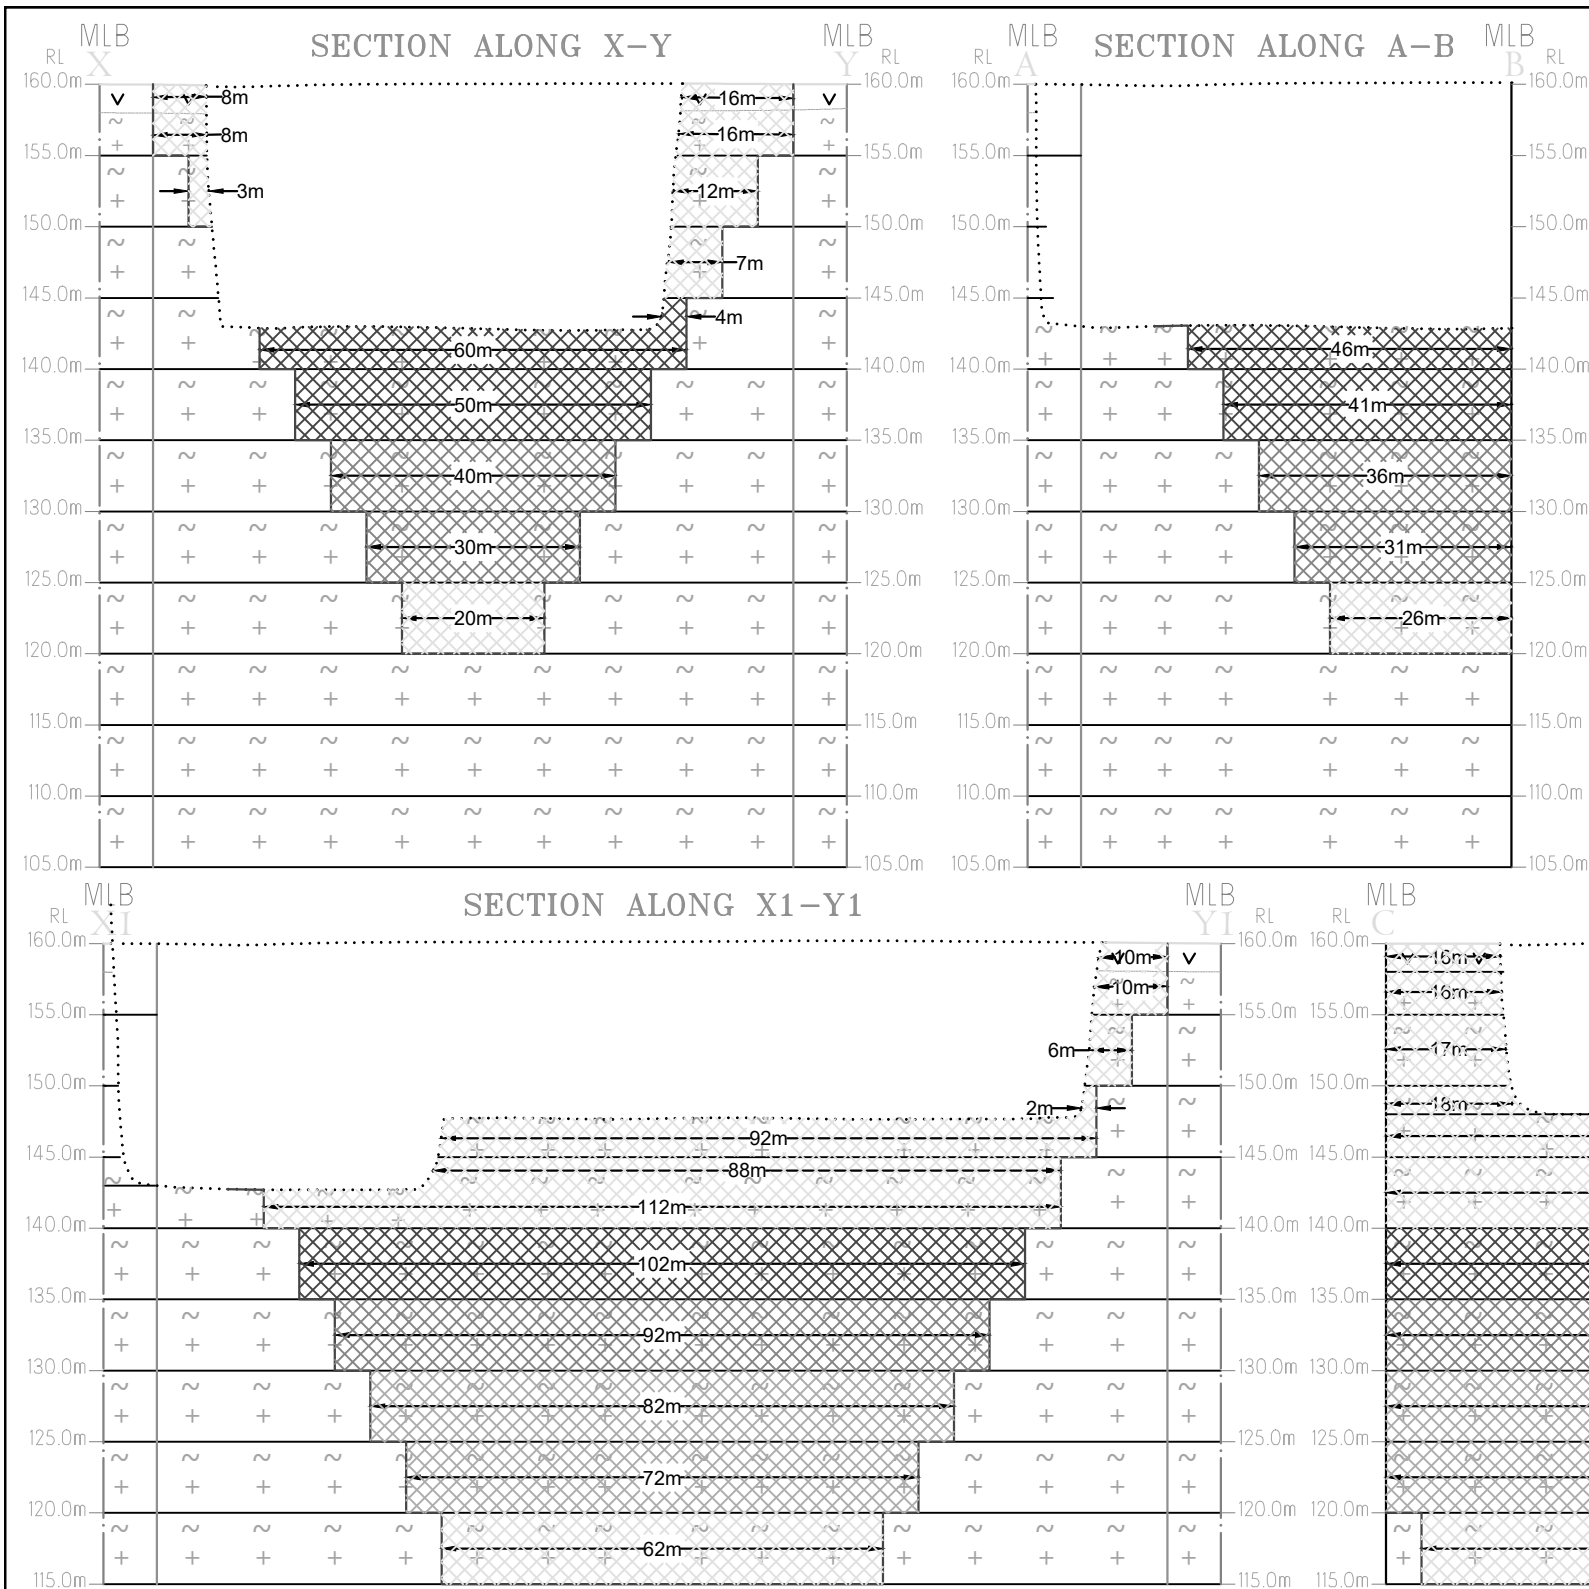 MLB SECTION ALONG X-Y MLB
RL X Y RL
160.0m 8m 16m 160.0m
8m 16m
155.0m 155.0m
3m 12m
150.0m 150.0m
7m
145.0m 145.0m
4m
60m
140.0m 140.0m
50m
135.0m 135.0m
40m
130.0m 130.0m
30m
125.0m 125.0m
20m
120.0m 120.0m
115.0m 115.0m
110.0m 110.0m
105.0m 105.0m
MLB SECTION ALONG A-B MLB
RL A B RL
160.0m 160.0m
155.0m 155.0m
150.0m 150.0m
145.0m 145.0m
46m
140.0m 140.0m
41m
135.0m 135.0m
36m
130.0m 130.0m
31m
125.0m 125.0m
26m
120.0m 120.0m
115.0m 115.0m
110.0m 110.0m
105.0m 105.0m
MLB SECTION ALONG X1-Y1 MLB
RL X1 Y1 RL
160.0m 10m 160.0m
10m
155.0m 155.0m
6m
150.0m 150.0m
2m
92m
145.0m 145.0m
88m
112m
140.0m 140.0m
102m
135.0m 135.0m
92m
130.0m 130.0m
82m
125.0m 125.0m
72m
120.0m 120.0m
62m
115.0m 115.0m
MLB
RL C
160.0m 16m
16m
155.0m
17m
150.0m
18m
145.0m
140.0m
135.0m
130.0m
125.0m
120.0m
115.0m